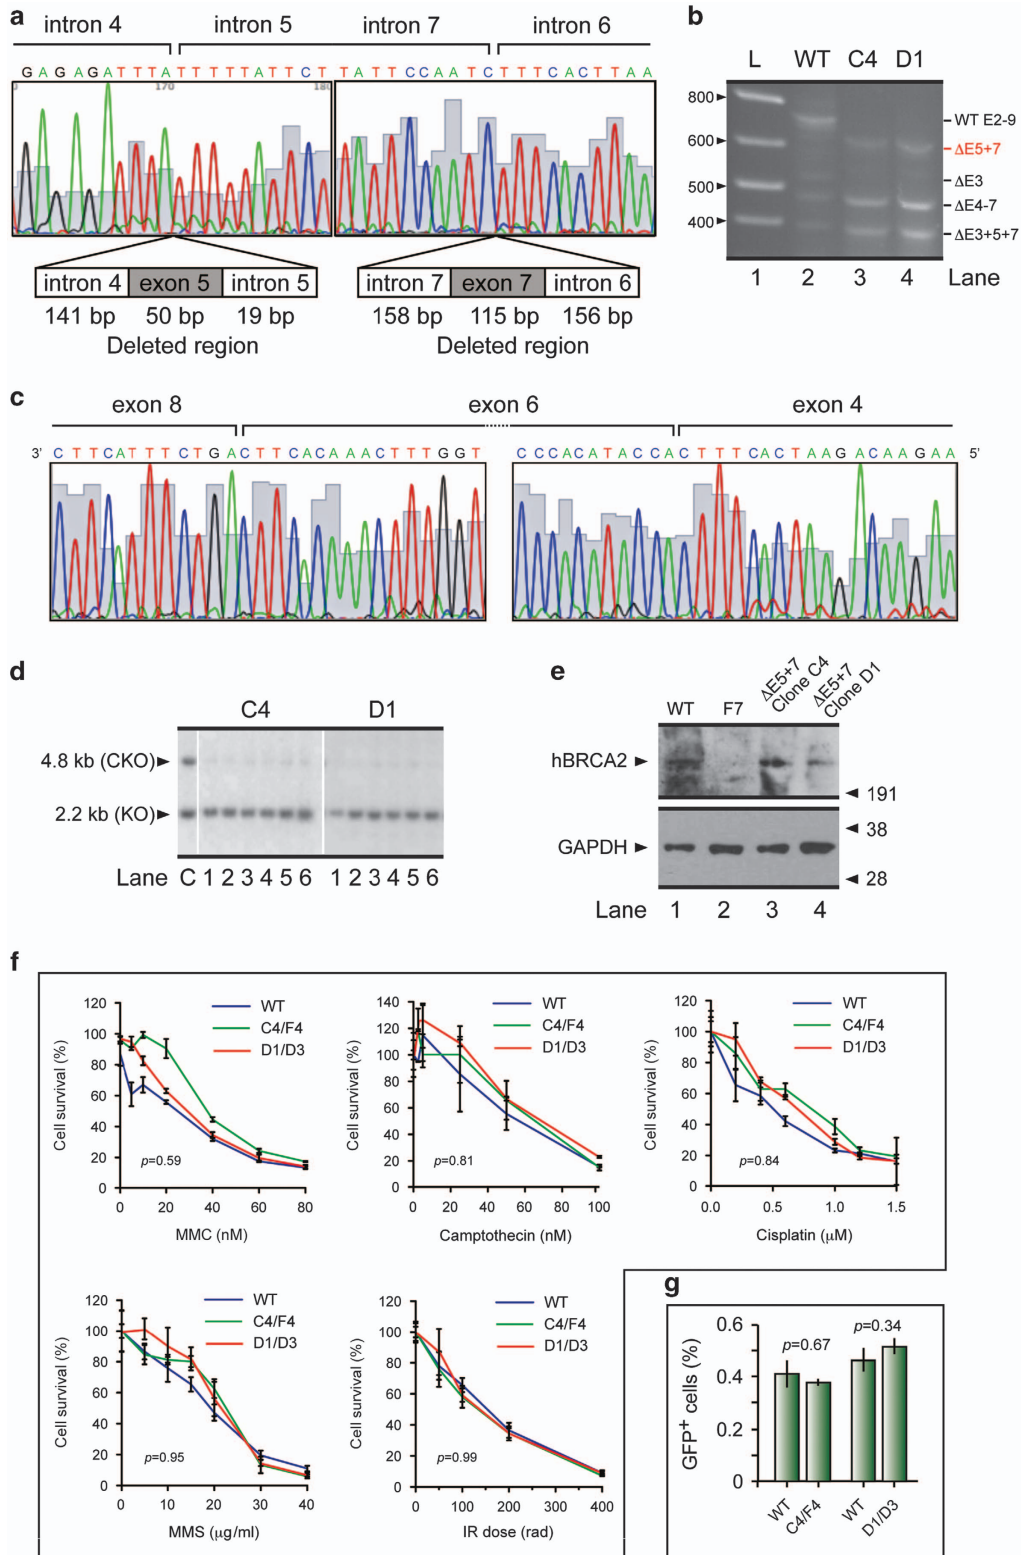 a
intron 4 intron 5 intron 7 intron 6
GAGAGATTTATTTTTATTCT TATTCCAATCTTTCACTTAA
170 180
intron 4 exon 5 intron 5 intron 7 exon 7 intron 6
141 bp 50 bp 19 bp 158 bp 115 bp 156 bp
Deleted region Deleted region
b
L WT C4 D1
800
600
500
400
WT E2-9
ΔE5+7
ΔE3
ΔE4-7
ΔE3+5+7
1 2 3 4 Lane
c
exon 8 exon 6 exon 4
3' CTTCATTTCTGACTTCACAAACTTTGGT CCCACATACCACTTTCACTAAGACAAGAA 5'
d
C4 D1
4.8 kb (CKO)
2.2 kb (KO)
Lane C 1 2 3 4 5 6 1 2 3 4 5 6
e
WT F7 ΔE5+7 Clone C4 ΔE5+7 Clone D1
hBRCA2
191
38
GAPDH
28
Lane 1 2 3 4
f
Cell survival (%)
120
100
80
60
40
20
0
WT
C4/F4
D1/D3
p=0.59
0 20 40 60 80
MMC (nM)
Cell survival (%)
140
120
100
80
60
40
20
0
WT
C4/F4
D1/D3
p=0.81
0 20 40 60 80 100
Camptothecin (nM)
Cell survival (%)
120
100
80
60
40
20
0
WT
C4/F4
D1/D3
p=0.84
0.0 0.5 1.0 1.5
Cisplatin (µM)
Cell survival (%)
120
100
80
60
40
20
0
WT
C4/F4
D1/D3
p=0.95
0 10 20 30 40
MMS (µg/ml)
Cell survival (%)
120
100
80
60
40
20
0
WT
C4/F4
D1/D3
p=0.99
0 100 200 300 400
IR dose (rad)
g
GFP+ cells (%)
0.6
0.4
0.2
0
p=0.67
p=0.34
WT C4/F4 WT D1/D3